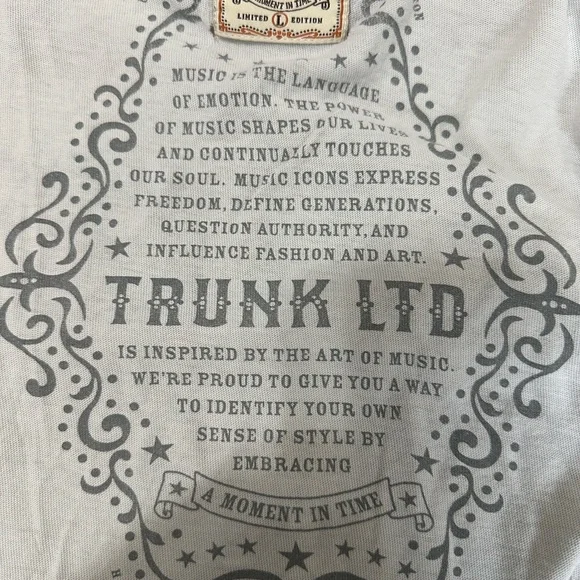 A MOMENT IN TIME
LIMITED L EDITION
MUSIC IS THE LANGUAGE
OF EMOTION. THE POWER
OF MUSIC SHAPES OUR LIVES
AND CONTINUALLY TOUCHES
OUR SOUL. MUSIC ICONS EXPRESS
FREEDOM, DEFINE GENERATIONS,
QUESTION AUTHORITY, AND
INFLUENCE FASHION AND ART.
TRUNK LTD
IS INSPIRED BY THE ART OF MUSIC.
WE'RE PROUD TO GIVE YOU A WAY
TO IDENTIFY YOUR OWN
SENSE OF STYLE BY
EMBRACING
A MOMENT IN TIME